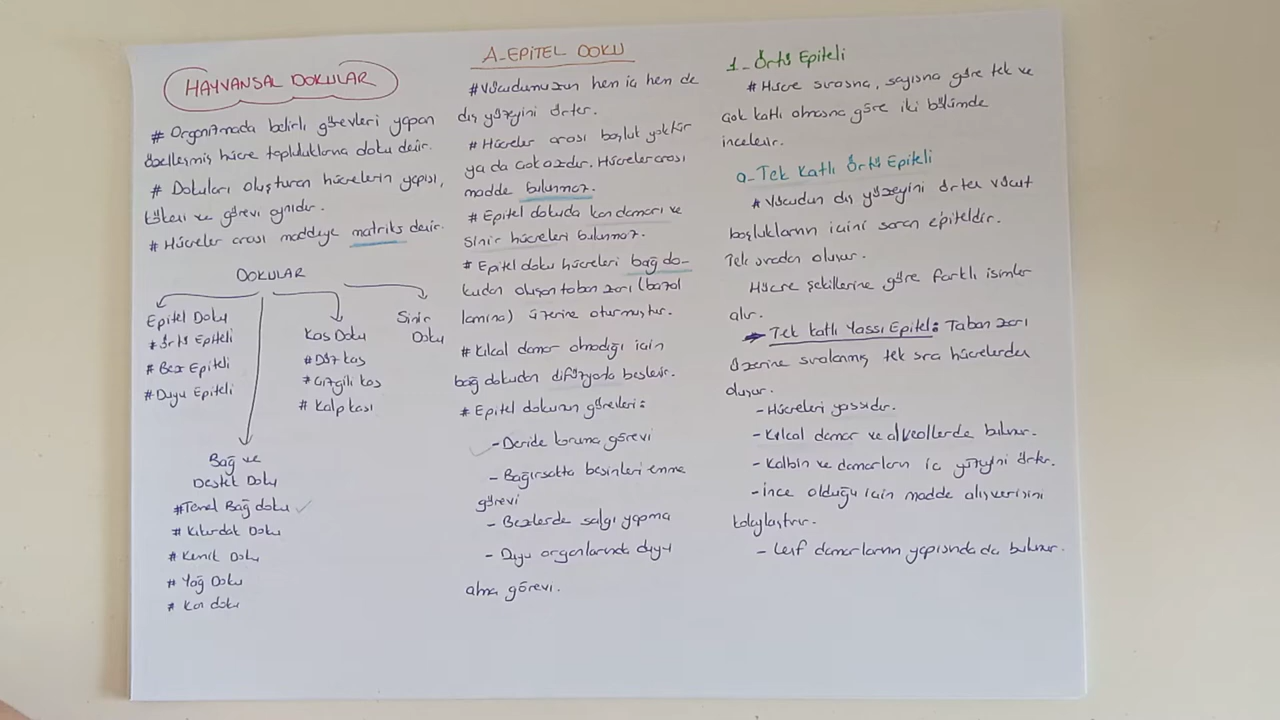 HAYVANSAL DOKULAR
# Organizmada belirli görevleri yapan
özelleşmiş hücre topluluklarına doku denir.
# Dokuları oluşturan hücrelerin yapısı,
kökeni ve görevi aynıdır.
# Hücreler arası maddeye matriks denir.
DOKULAR
Epitel Doku
# Örtü Epiteli
# Bez Epiteli
# Duyu Epiteli
Kas Doku
# Düz kas
# Çizgili kas
# Kalp kası
Sinir
Doku
Bağ ve
Destek Doku
# Temel Bağ doku
# Kıkırdak Doku
# Kemik Doku
# Yağ Doku
# Kan doku
A-EPİTEL DOKU
# Vücudumuzun hem iç hem de
dış yüzeyini örter.
# Hücreler arası boşluk yoktur
ya da çok azdır. Hücreler arası
madde bulunmaz.
# Epitel dokuda kan damarı ve
sinir hücreleri bulunmaz.
# Epitel doku hücreleri bağ do-
kudan oluşan taban zarı (bazal
lamina) üzerine oturmuştur.
# Kılcal damar olmadığı için
bağ dokudan difüzyonla beslenir.
# Epitel dokunun görevleri:
- Deride koruma görevi
- Bağırsakta besinleri emme
görevi
- Bezlerde salgı yapma
- Duyu organlarında duyu
alma görevi.
1- Örtü Epiteli
# Hücre sırasına, sayısına göre tek ve
çok katlı olmasına göre iki bölümde
incelenir.
a- Tek Katlı Örtü Epiteli
# Vücudun dış yüzeyini örten vücut
boşluklarının içini saran epiteldir.
Tek sıradan oluşur.
Hücre şekillerine göre farklı isimler
alır.
→ Tek katlı Yassı Epitel: Taban zarı
üzerine sıralanmış tek sıra hücrelerden
oluşur.
- Hücreleri yassıdır.
- Kılcal damar ve alveollerde bulunur.
- Kalbin ve damarların iç yüzeyini örter.
- İnce olduğu için madde alışverişini
kolaylaştırır.
- Lenf damarlarının yapısında da bulunur.